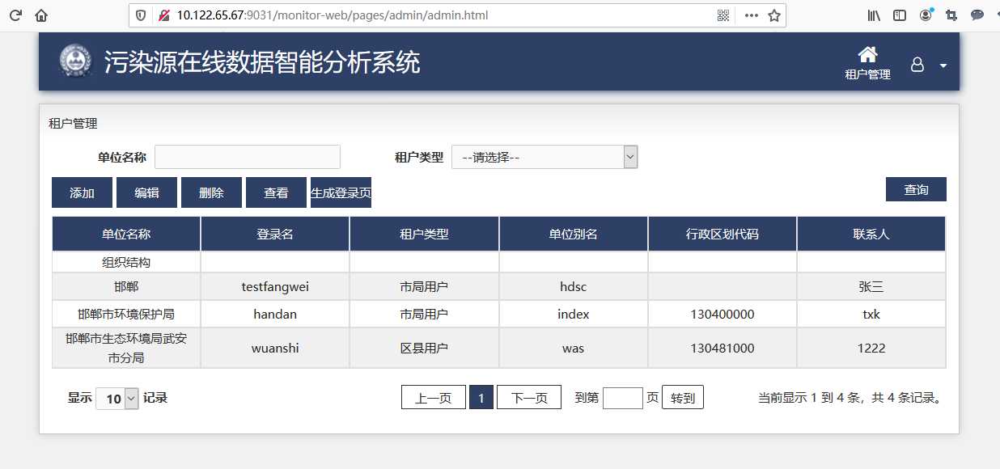 10.122.65.67:9031/monitor-web/pages/admin/admin.html
污染源在线数据智能分析系统
租户管理
租户管理
单位名称 租户类型 --请选择--
添加 编辑 删除 查看 生成登录页 查询
单位名称 登录名 租户类型 单位别名 行政区划代码 联系人
组织结构
邯郸 testfangwei 市局用户 hdsc 张三
邯郸市环境保护局 handan 市局用户 index 130400000 txk
邯郸市生态环境局武安
市分局 wuanshi 区县用户 was 130481000 1222
显示 10 记录 上一页 1 下一页 到第 页 转到 当前显示 1 到 4 条，共 4 条记录。